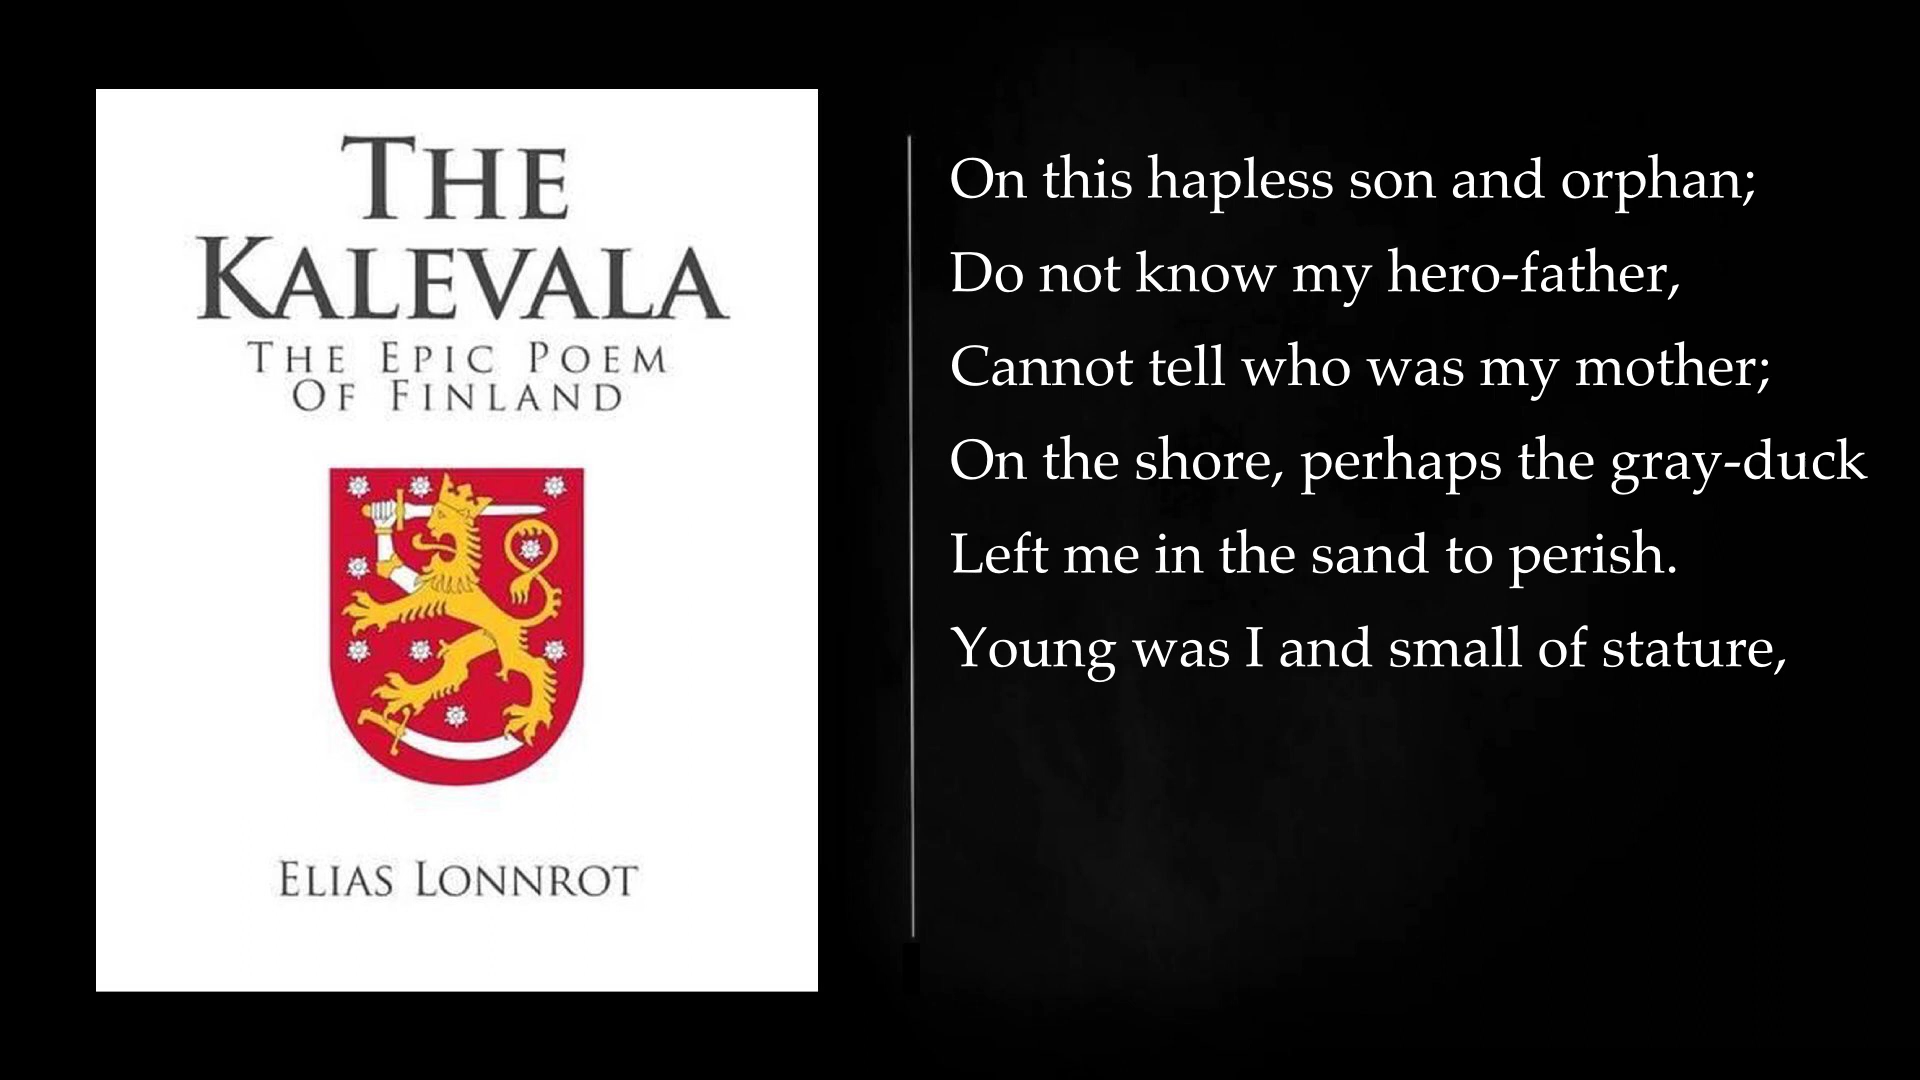 THE
KALEVALA
THE EPIC POEM
OF FINLAND
ELIAS LONNROT
On this hapless son and orphan;
Do not know my hero-father,
Cannot tell who was my mother;
On the shore, perhaps the gray-duck
Left me in the sand to perish.
Young was I and small of stature,